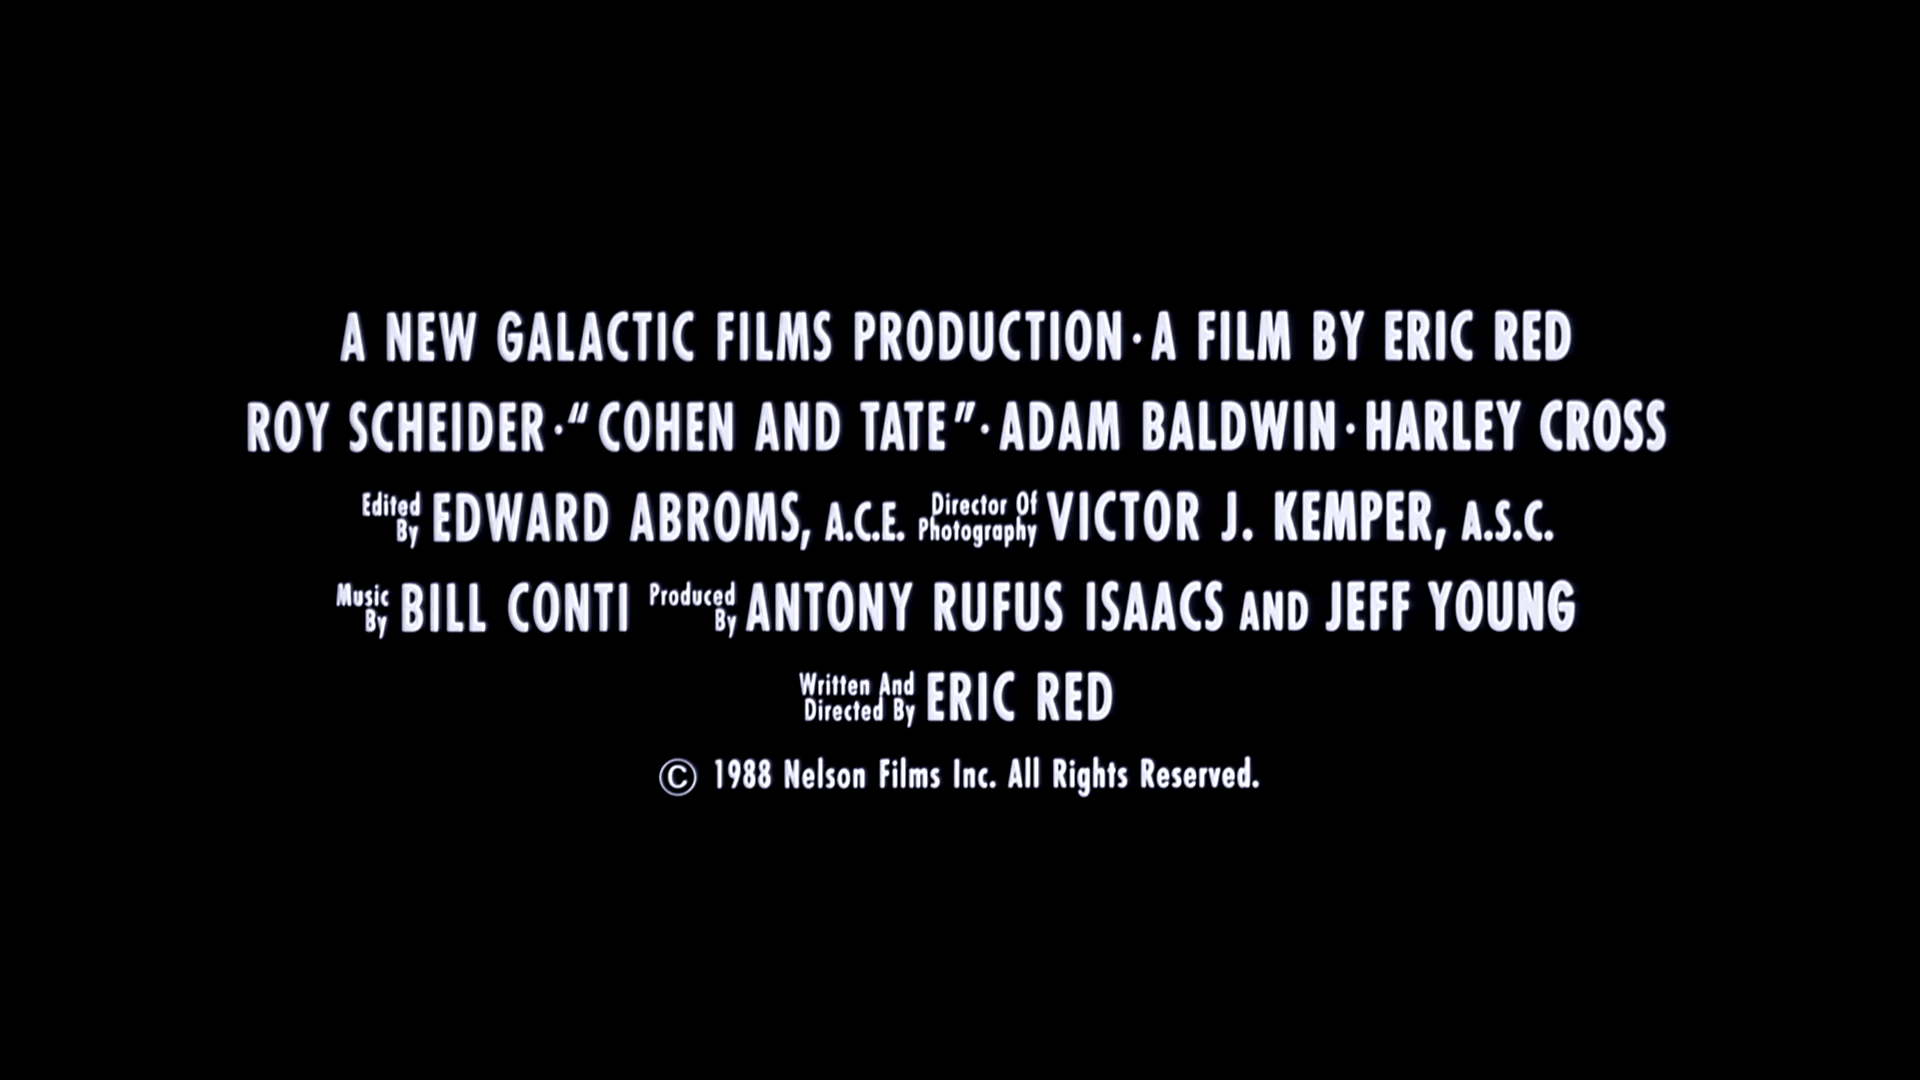 A NEW GALACTIC FILMS PRODUCTION · A FILM BY ERIC RED
ROY SCHEIDER · “COHEN AND TATE” · ADAM BALDWIN · HARLEY CROSS
Edited By EDWARD ABROMS, A.C.E. Director Of Photography VICTOR J. KEMPER, A.S.C.
Music By BILL CONTI Produced By ANTONY RUFUS ISAACS AND JEFF YOUNG
Written And Directed By ERIC RED
© 1988 Nelson Films Inc. All Rights Reserved.